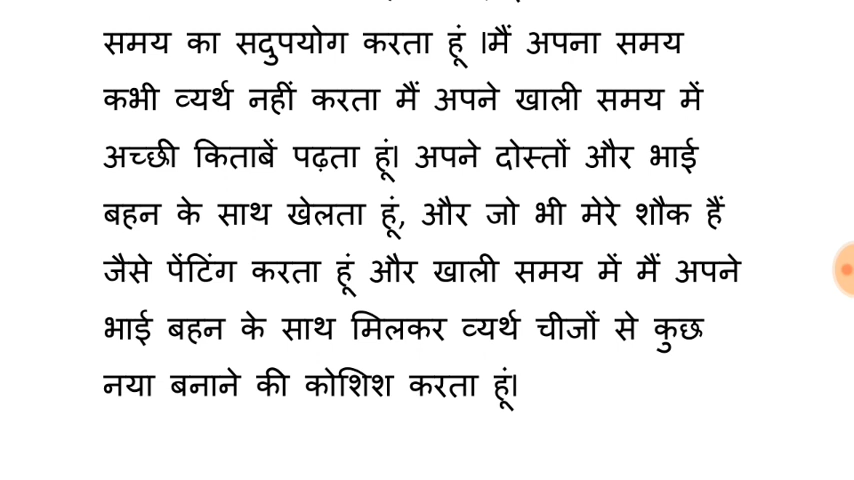 समय का सदुपयोग करता हूं ।मैं अपना समय
कभी व्यर्थ नहीं करता मैं अपने खाली समय में
अच्छी किताबें पढ़ता हूं। अपने दोस्तों और भाई
बहन के साथ खेलता हूं, और जो भी मेरे शौक हैं
जैसे पेंटिंग करता हूं और खाली समय में मैं अपने
भाई बहन के साथ मिलकर व्यर्थ चीजों से कुछ
नया बनाने की कोशिश करता हूं।